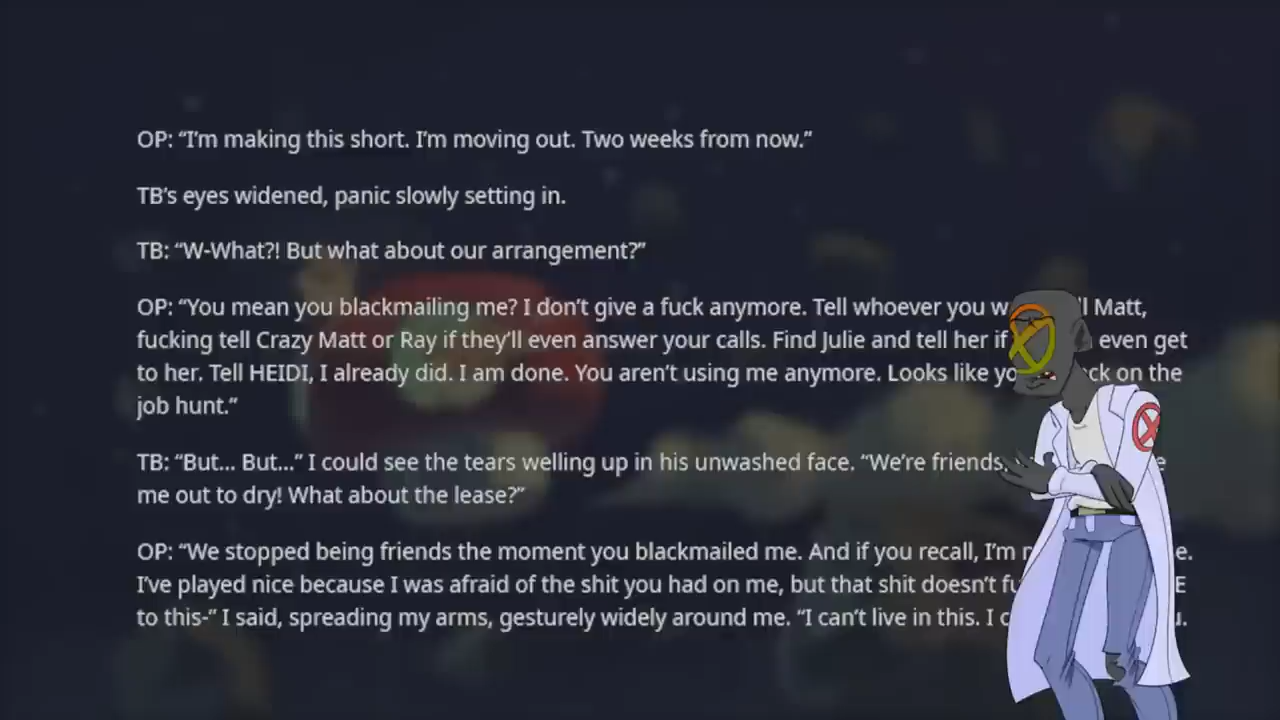 OP: “I’m making this short. I’m moving out. Two weeks from now.”
TB’s eyes widened, panic slowly setting in.
TB: “W-What?! But what about our arrangement?”
OP: “You mean you blackmailing me? I don’t give a fuck anymore. Tell whoever you Matt,
fucking tell Crazy Matt or Ray if they’ll even answer your calls. Find Julie and tell her if even get
to her. Tell HEIDI, I already did. I am done. You aren’t using me anymore. Looks like on the
job hunt.”
TB: “But... But...” I could see the tears welling up in his unwashed face. “We’re friends,
me out to dry! What about the lease?”
OP: “We stopped being friends the moment you blackmailed me. And if you recall, I’m
I’ve played nice because I was afraid of the shit you had on me, but that shit doesn’t
to this-” I said, spreading my arms, gesturely widely around me. “I can’t live in this. I